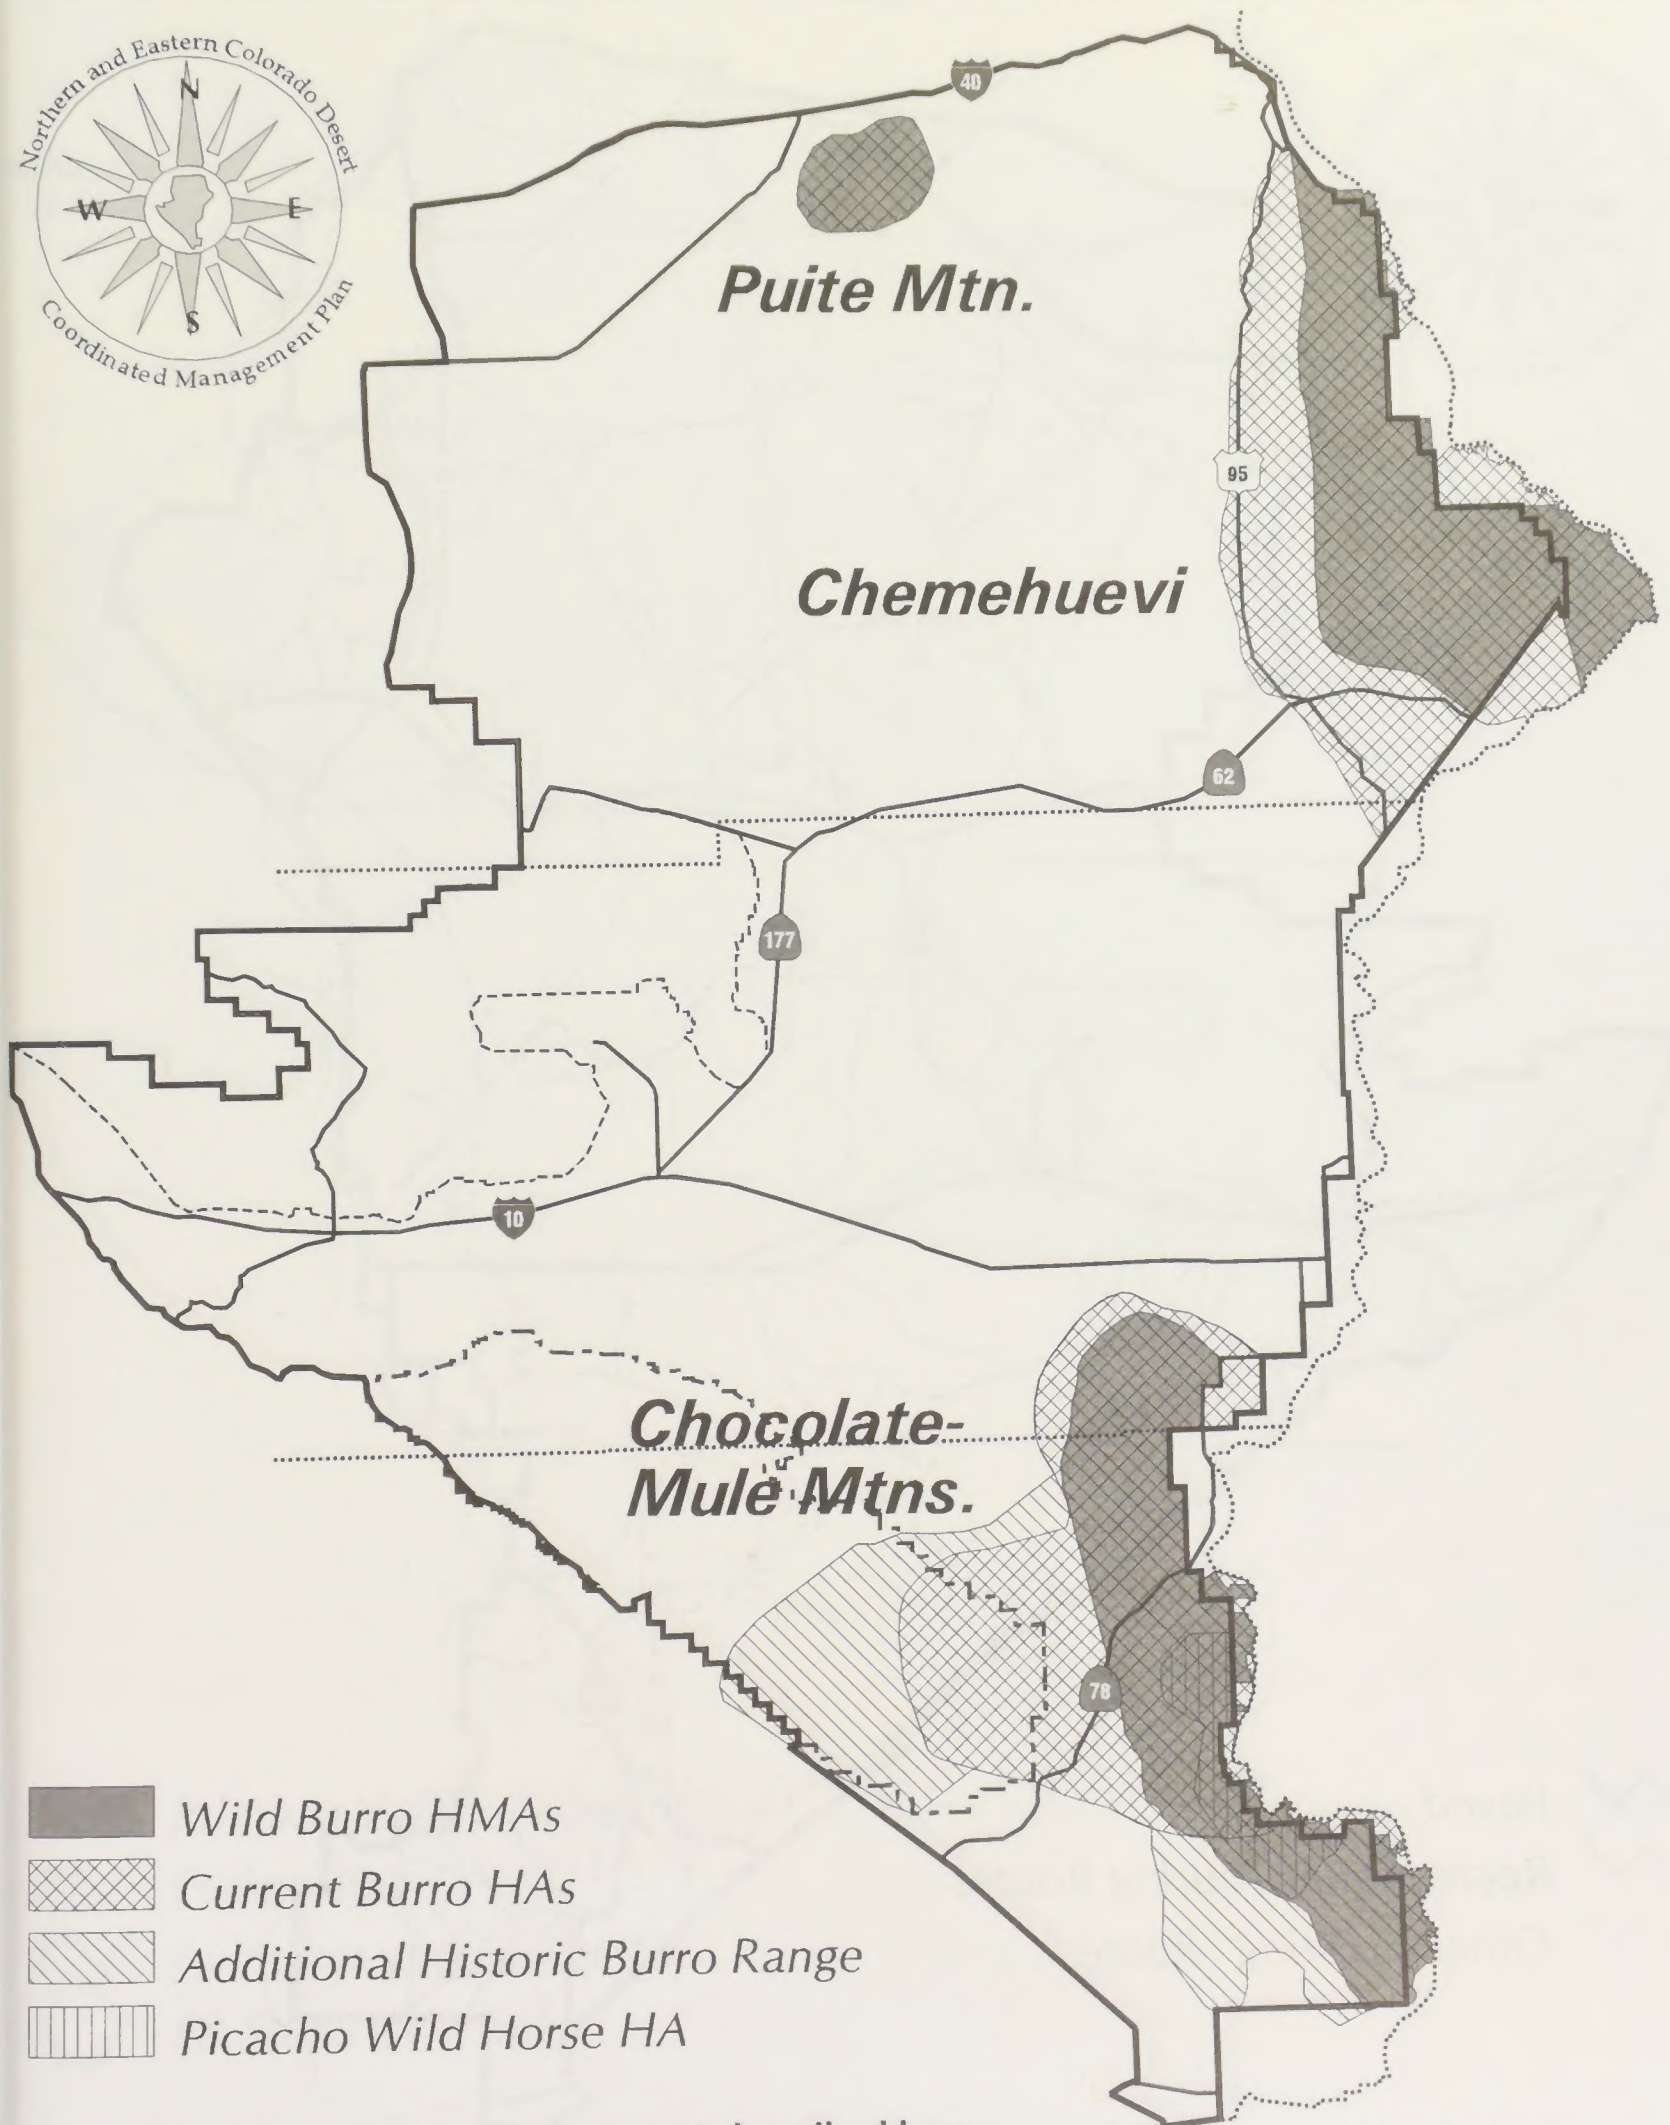 Northern and Eastern Colorado Desert
N
W
E
S
Coordinated Management Plan
40
Puite Mtn.
95
Chemehuevi
62
177
10
Chocolate-
Mule Mtns.
78
Wild Burro HMAs
Current Burro HAs
Additional Historic Burro Range
Picacho Wild Horse HA